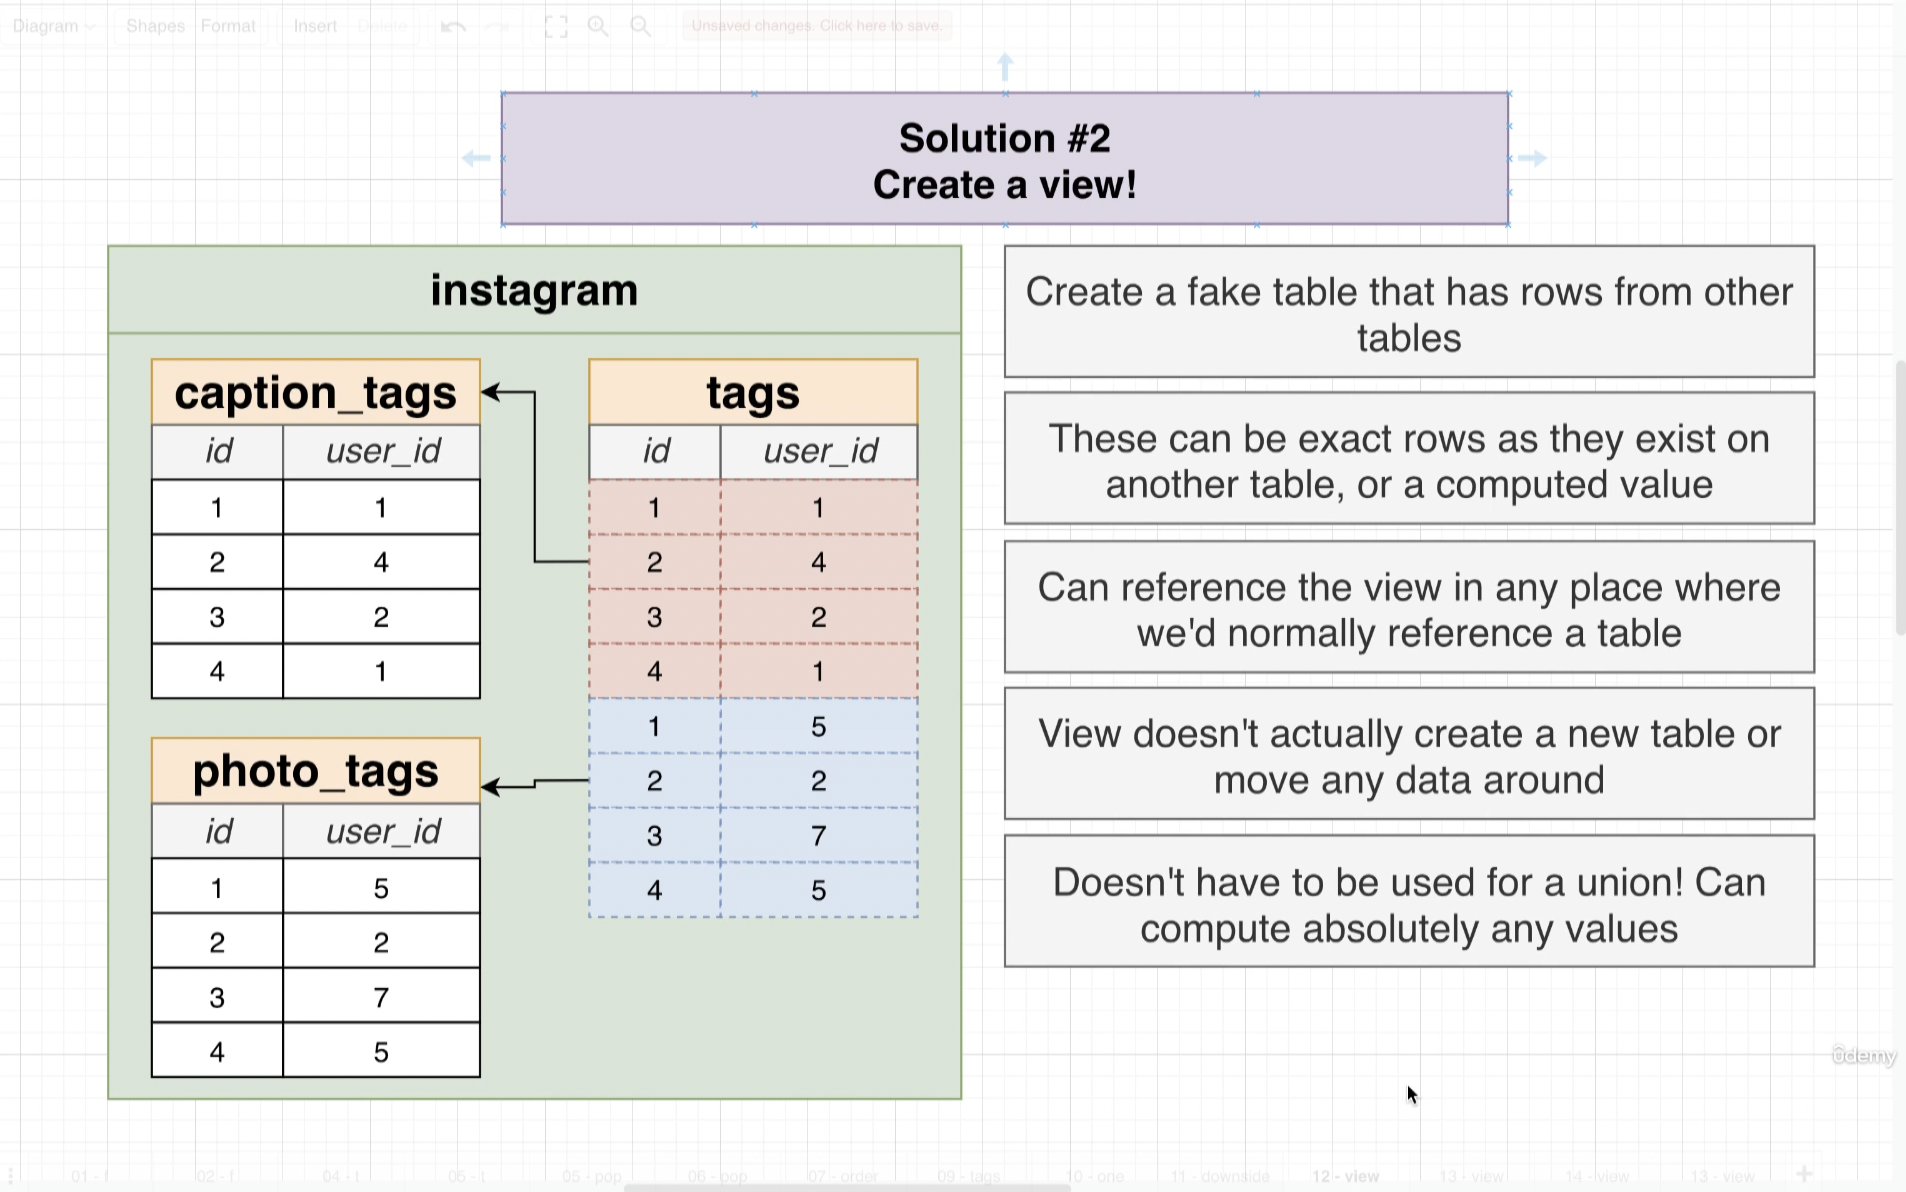 Diagram
Shapes
Format
Insert
Delete
Unsaved changes. Click here to save.
Solution #2
Create a view!
instagram
caption_tags
id user_id
1 1
2 4
3 2
4 1
photo_tags
id user_id
1 5
2 2
3 7
4 5
tags
id user_id
1 1
2 4
3 2
4 1
1 5
2 2
3 7
4 5
Create a fake table that has rows from other
tables
These can be exact rows as they exist on
another table, or a computed value
Can reference the view in any place where
we'd normally reference a table
View doesn't actually create a new table or
move any data around
Doesn't have to be used for a union! Can
compute absolutely any values
ûdemy
05 - pop
06 - pop
07 - order
09 - tags
10 - one
11 - downside
12 - view
13 - view
14 - view
13 - view